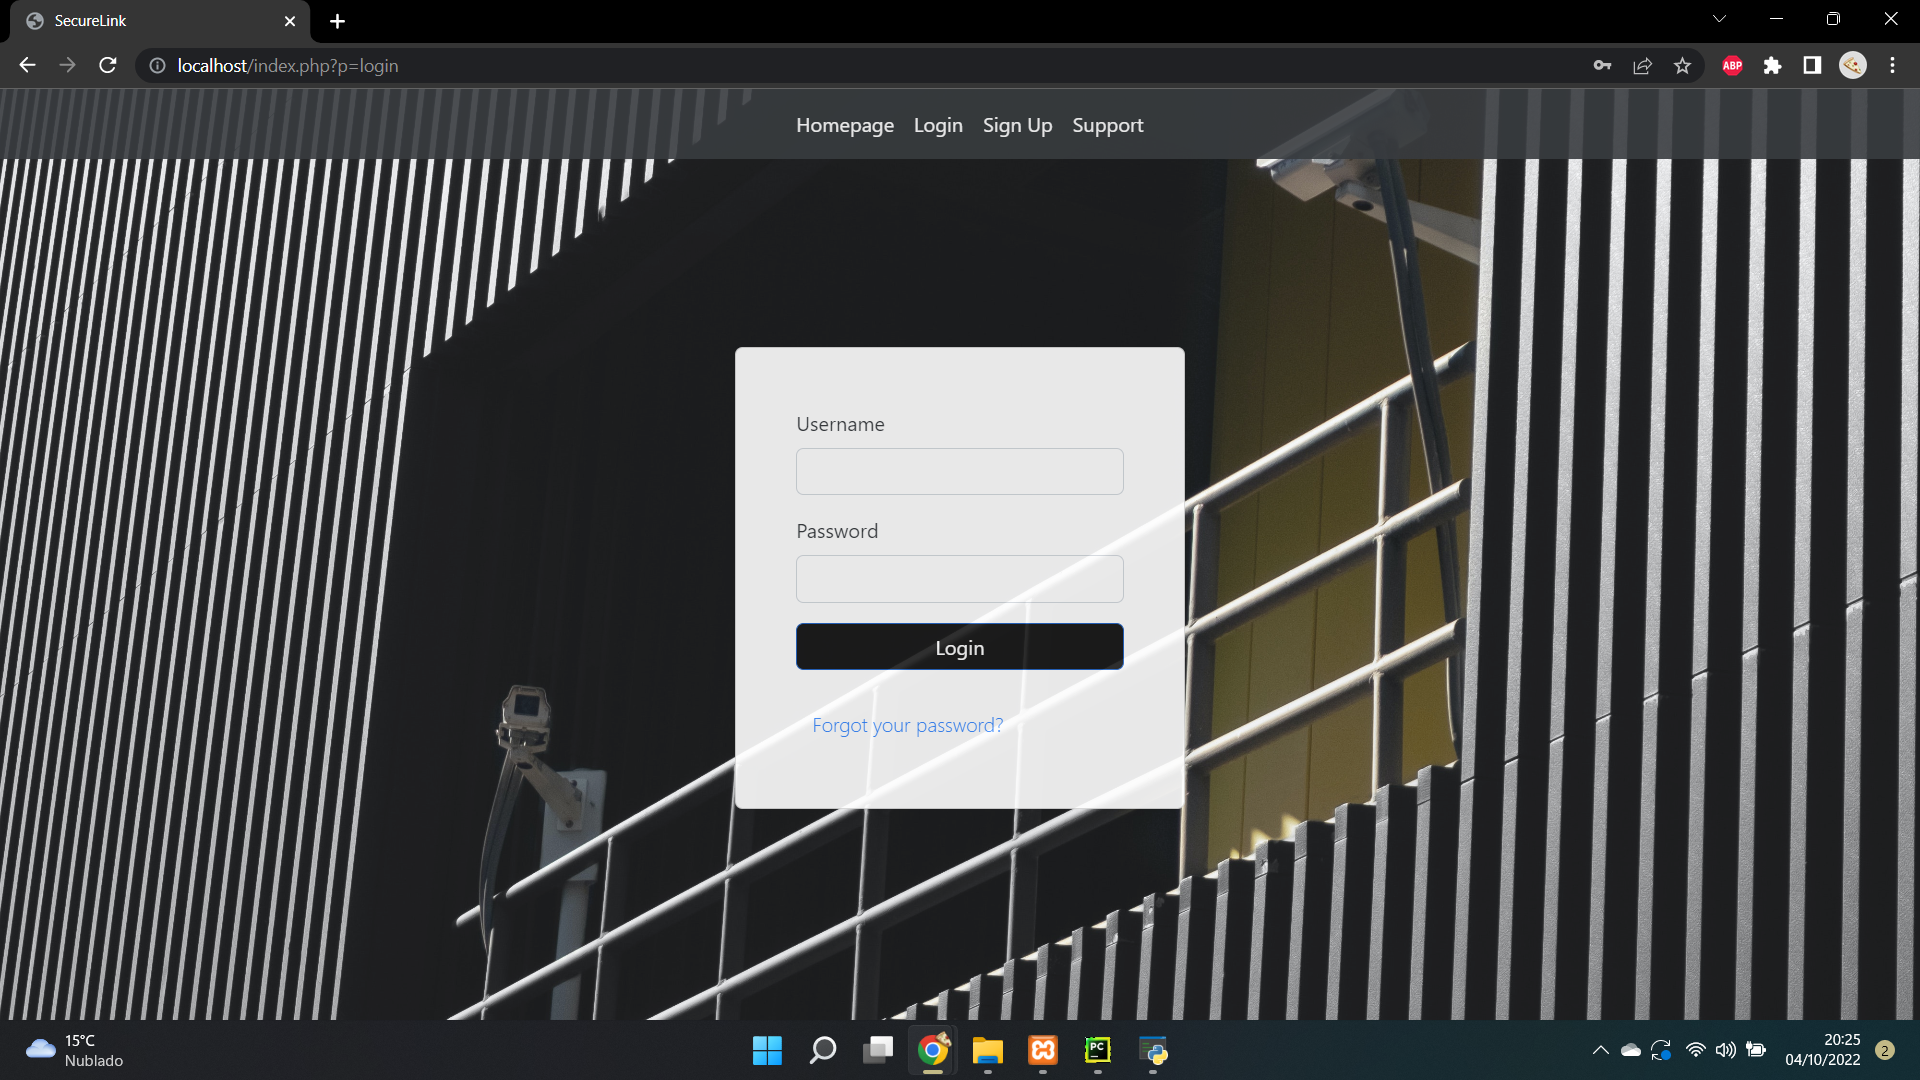 SecureLink
localhost/index.php?p=login
ABP
Homepage Login Sign Up Support
Username
Password
Login
Forgot your password?
15°C
Nublado
PC
20:25
04/10/2022
2